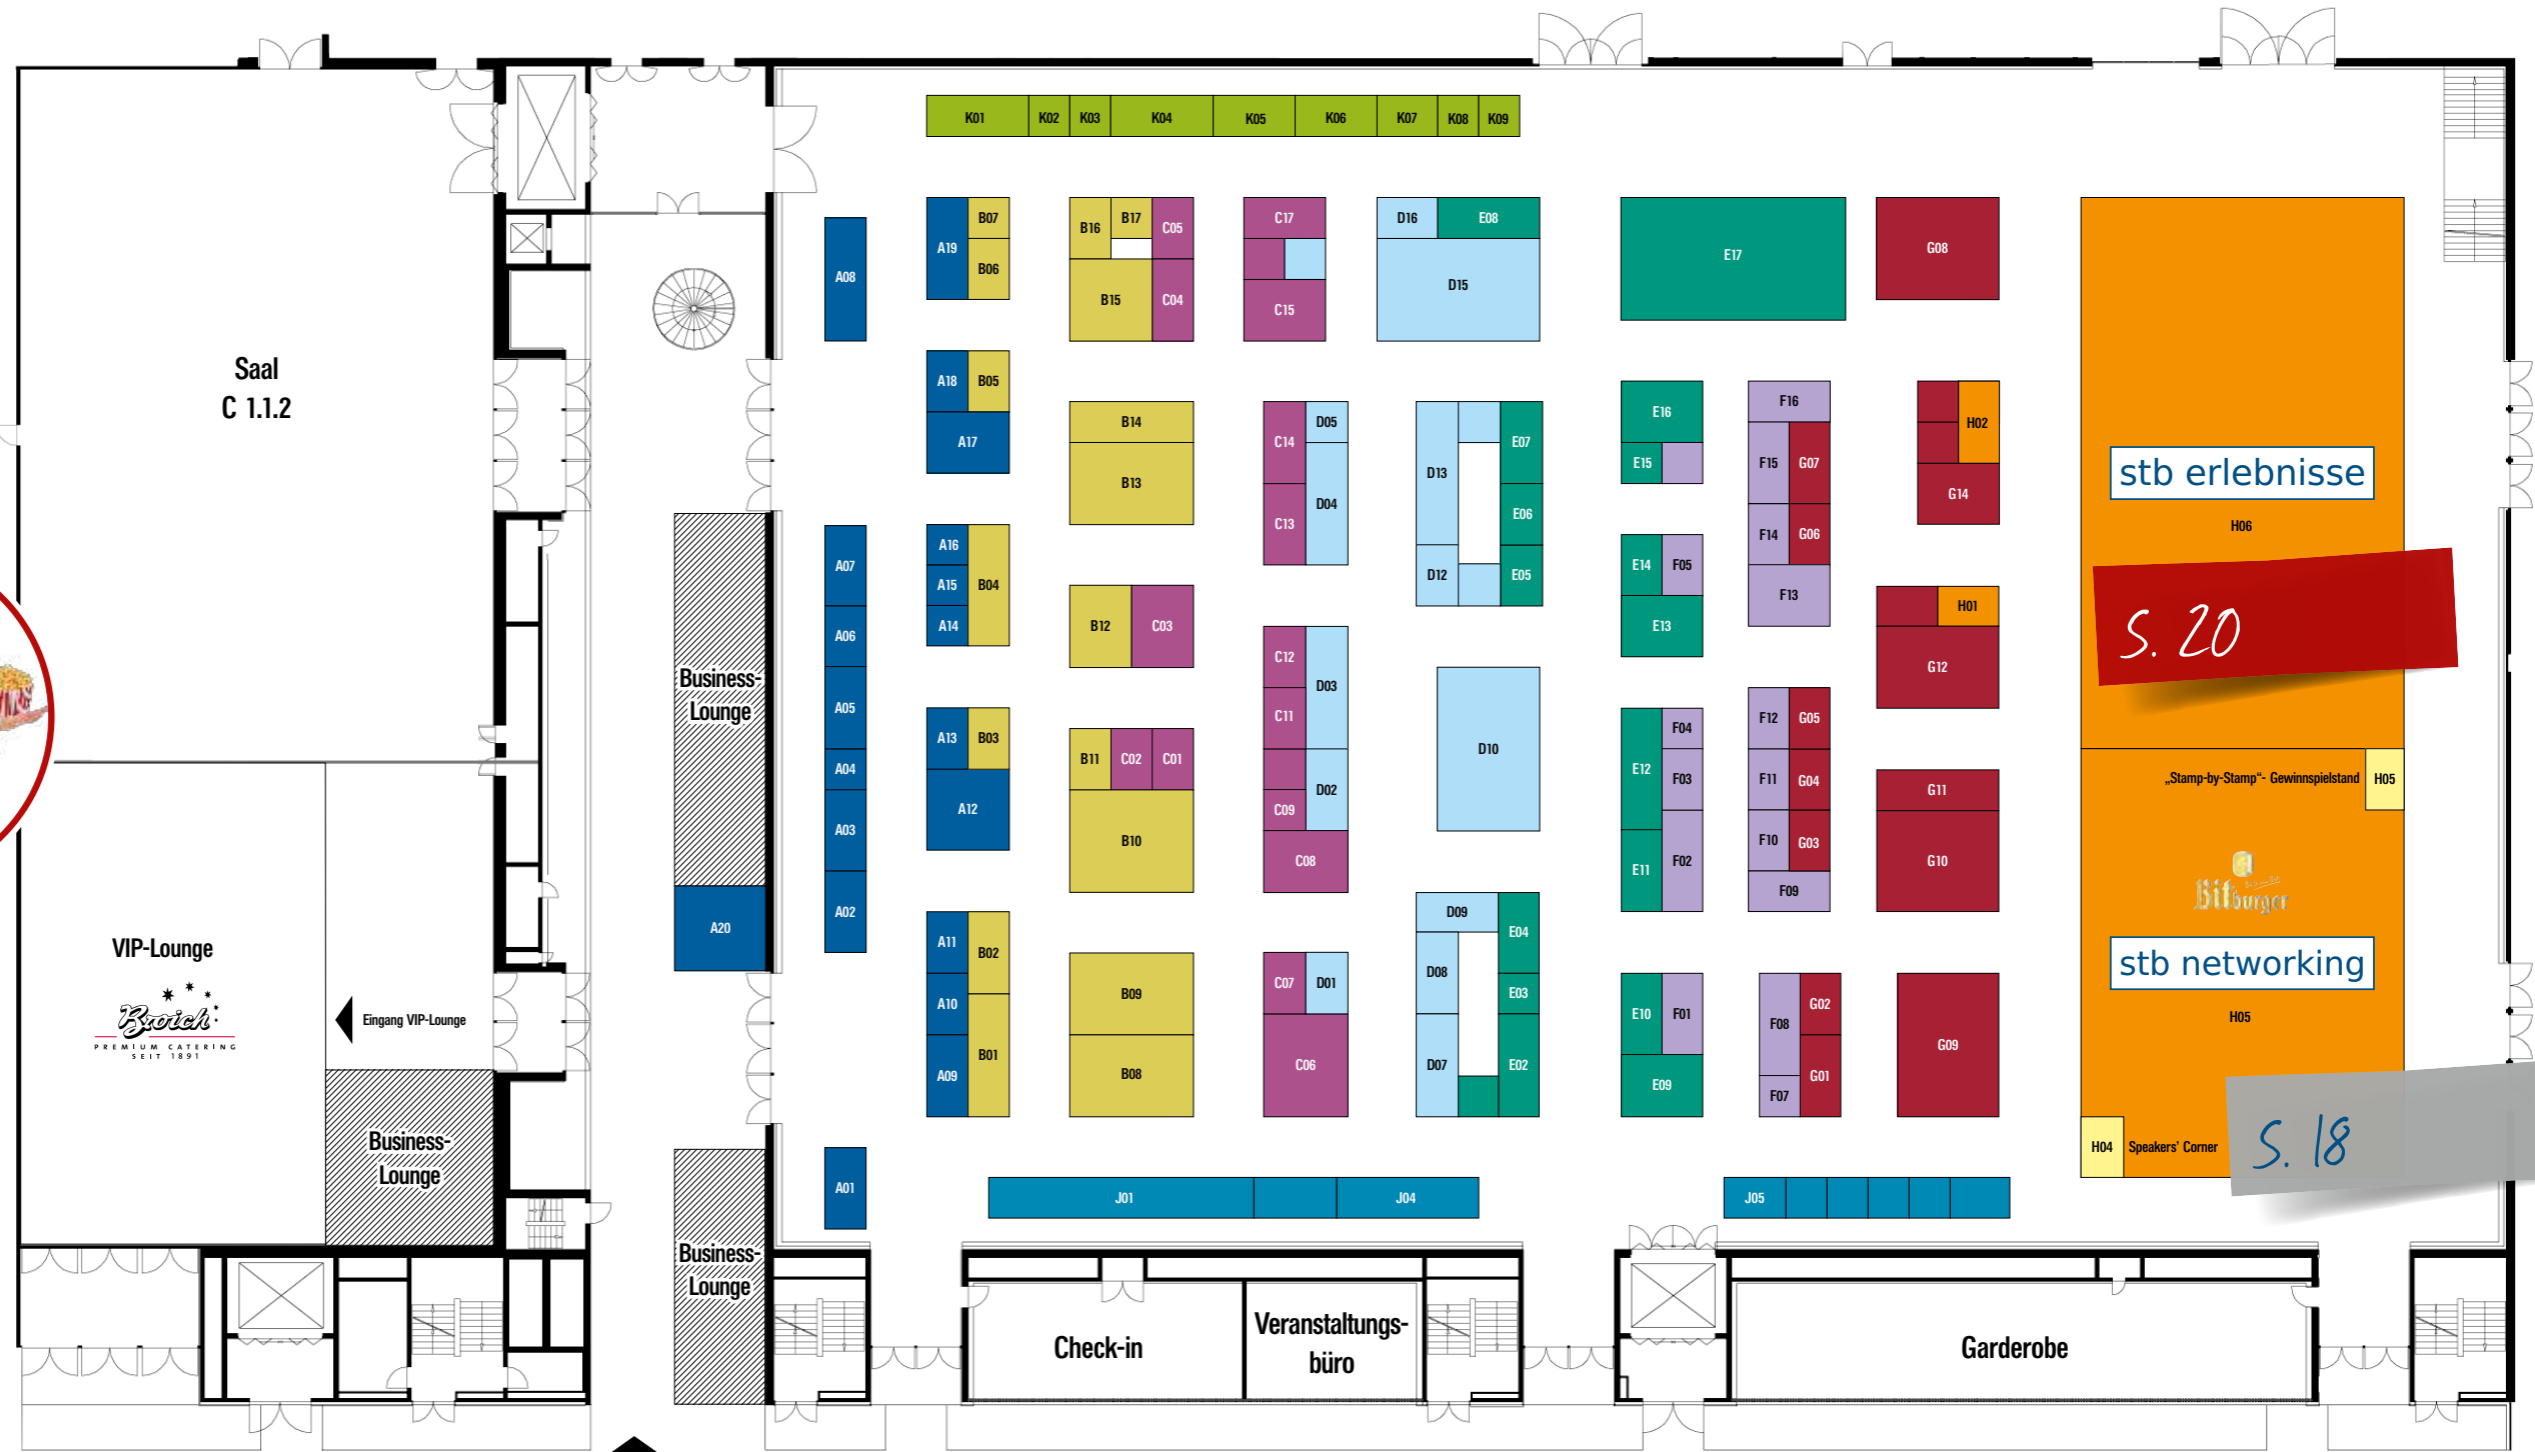 K01 K02 K03 K04 K05 K06 K07 K08 K09
A08
A19 B07 B06
B16 B17 C05 B15 C04
C17 C15
D16 E08 D15
E17
G08
Saal
C 1.1.2
A18 B05 A17
B14 B13
C14 D05 D04 C13
D13 E07 E06 D12 E05
E16 E15
F16 F15 G07 F14 G06 F13
H02 G14
stb erlebnisse
H06
S. 20
A07 A06 A05 A04 A03 A02
A16 A15 A14 B04
B12 C03
C12 D03 C11 D02 C09 C08
E14 F05 E13
H01 G12
Business-
Lounge
A20
A13 B03 A12
B11 C02 C01 B10
D10
E12 F04 F03 E11 F02
F12 G05 F11 G04 F10 G03 F09
G11 G10
„Stamp-by-Stamp“- Gewinnspielstand H05
Bitburger
stb networking
H05
VIP-Lounge
Broich
PREMIUM CATERING
SEIT 1891
Eingang VIP-Lounge
A11 B02 A10 A09 B01
B09 B08
C07 D01 C06
D09 E04 D08 E03 D07 E02
E10 F01 E09
F08 G02 G01 F07
G09
H04 Speakers' Corner
S. 18
Business-
Lounge
A01
J01 J04 J05
Business-
Lounge
Check-in
Veranstaltungs-
büro
Garderobe